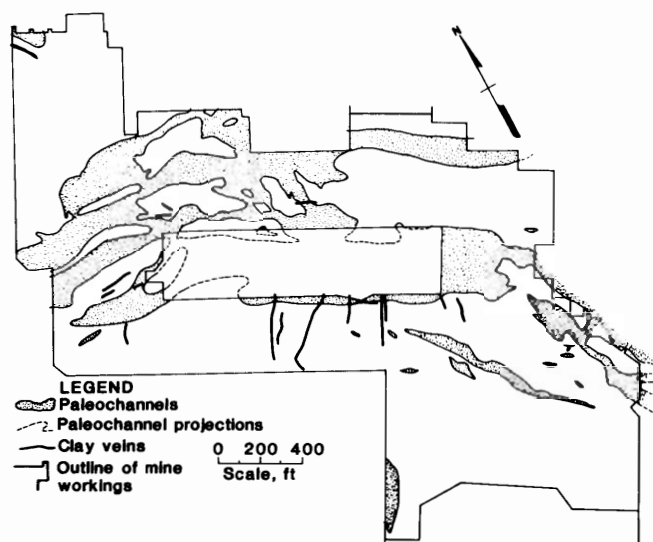 N
LEGEND
Paleochannels
Paleochannel projections
Clay veins
Outline of mine
workings
0 200 400
Scale, ft